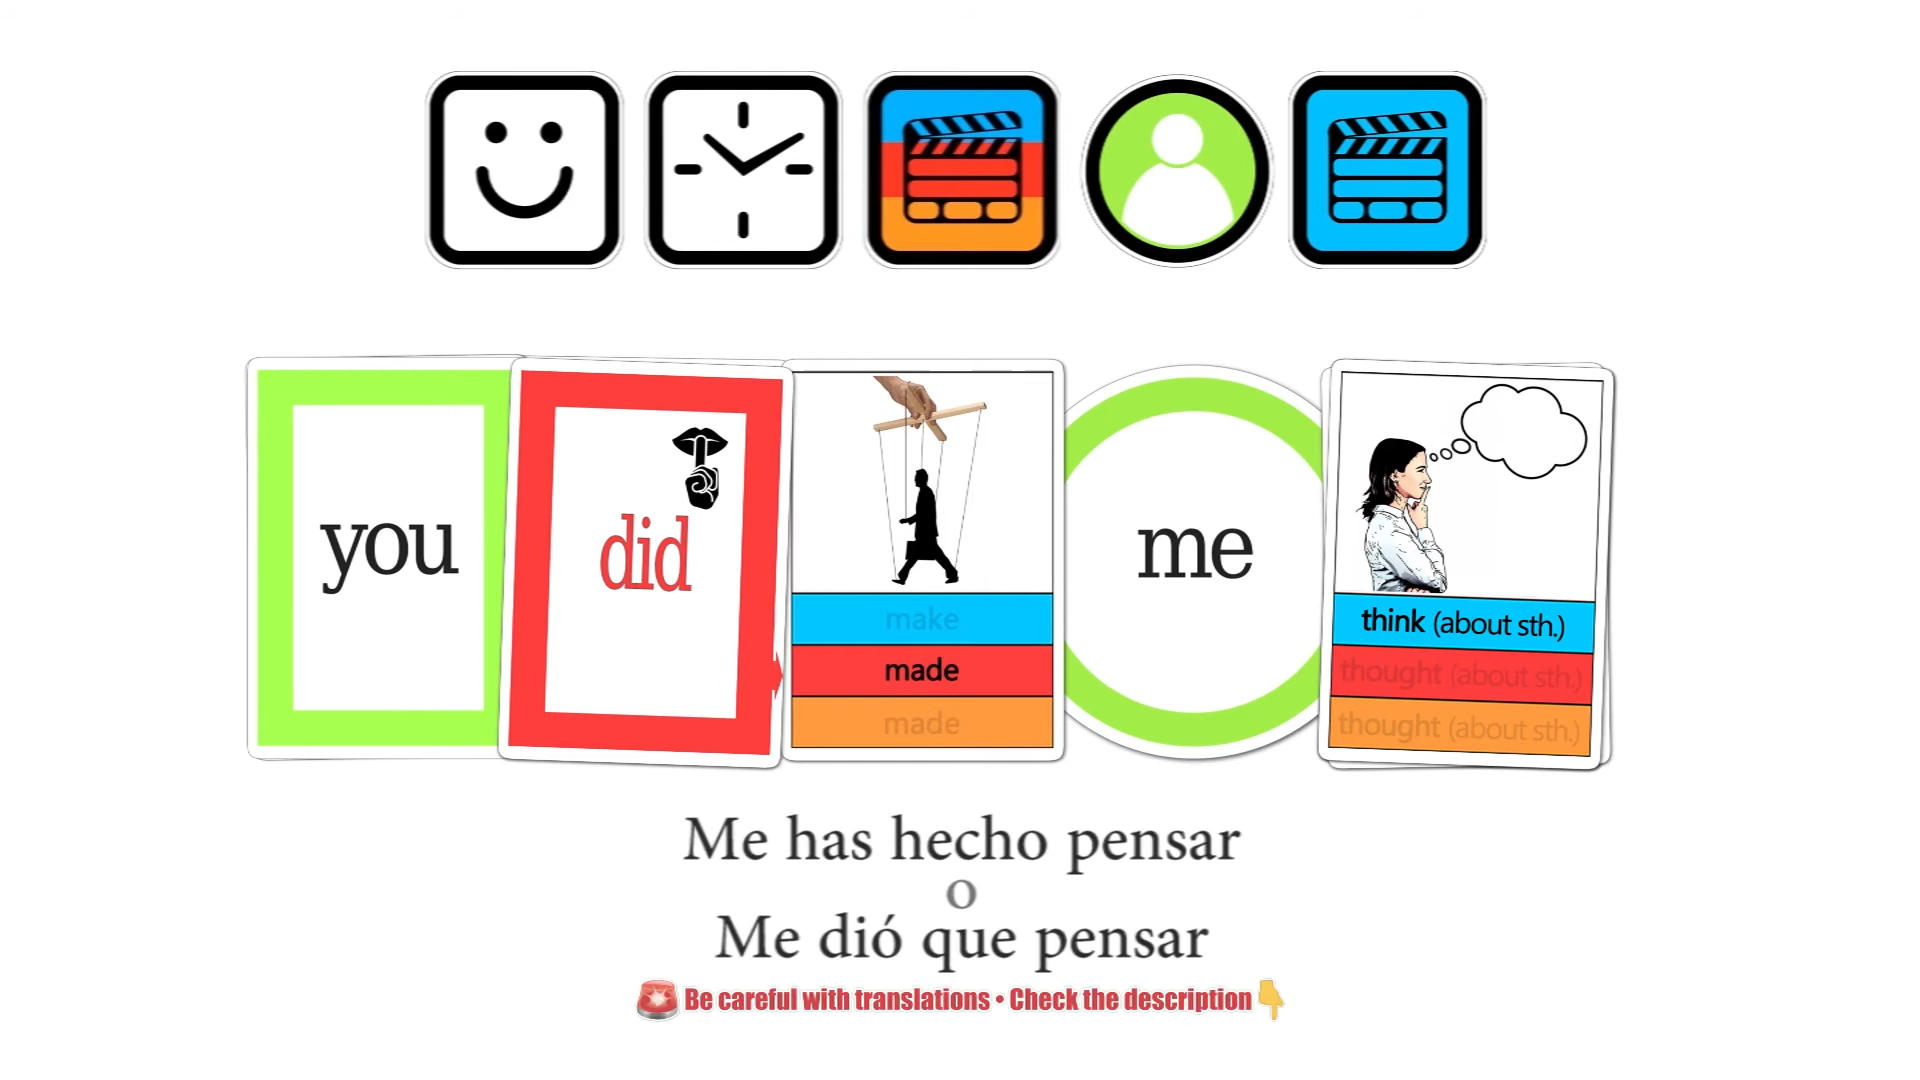 you
did
make
made
made
me
think (about sth.)
thought (about sth.)
thought (about sth.)
Me has hecho pensar
o
Me dió que pensar
Be careful with translations • Check the description